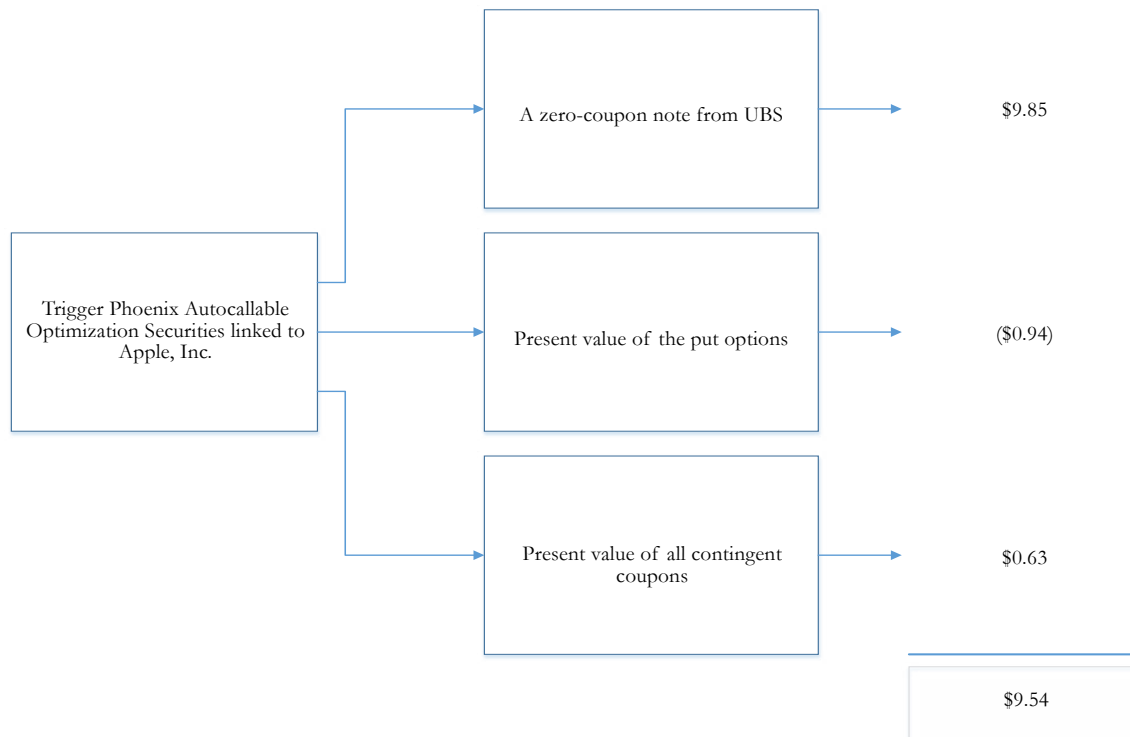 A zero-coupon note from UBS
$9.85
Trigger Phoenix Autocallable
Optimization Securities linked to
Apple, Inc.
Present value of the put options
($0.94)
Present value of all contingent
coupons
$0.63
$9.54